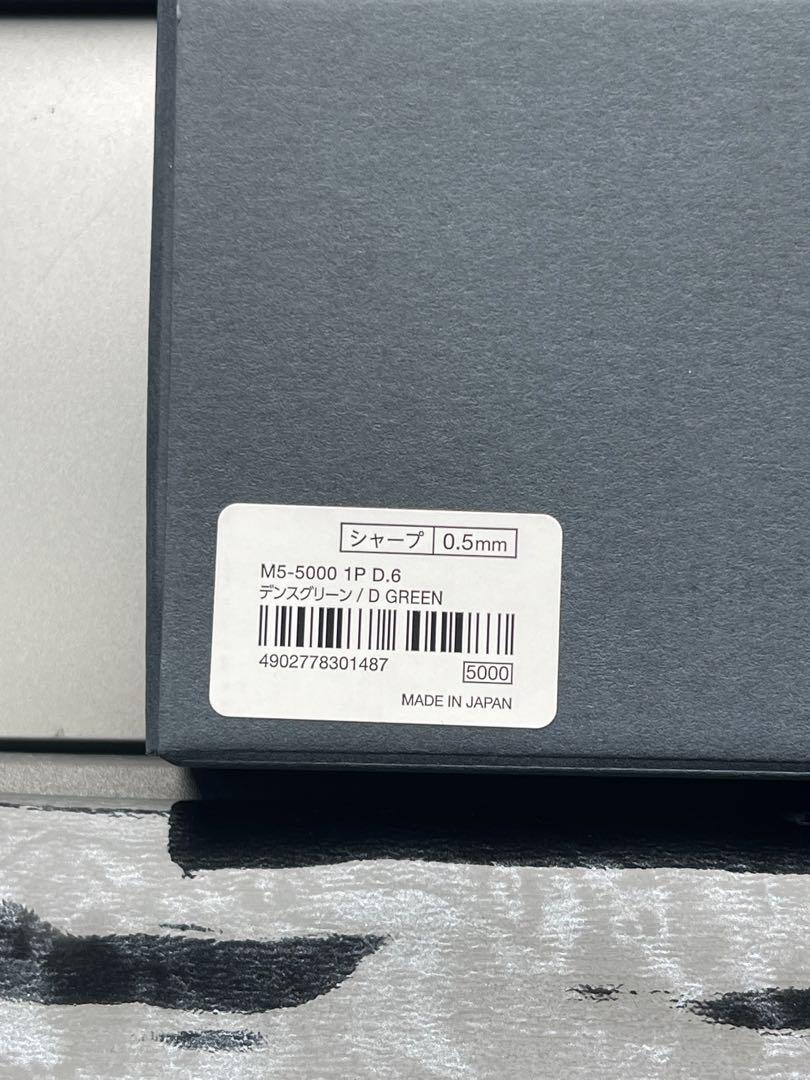 シャープ 0.5mm
M5-5000 1P D.6
デンスグリーン / D GREEN
4902778301487 5000
MADE IN JAPAN